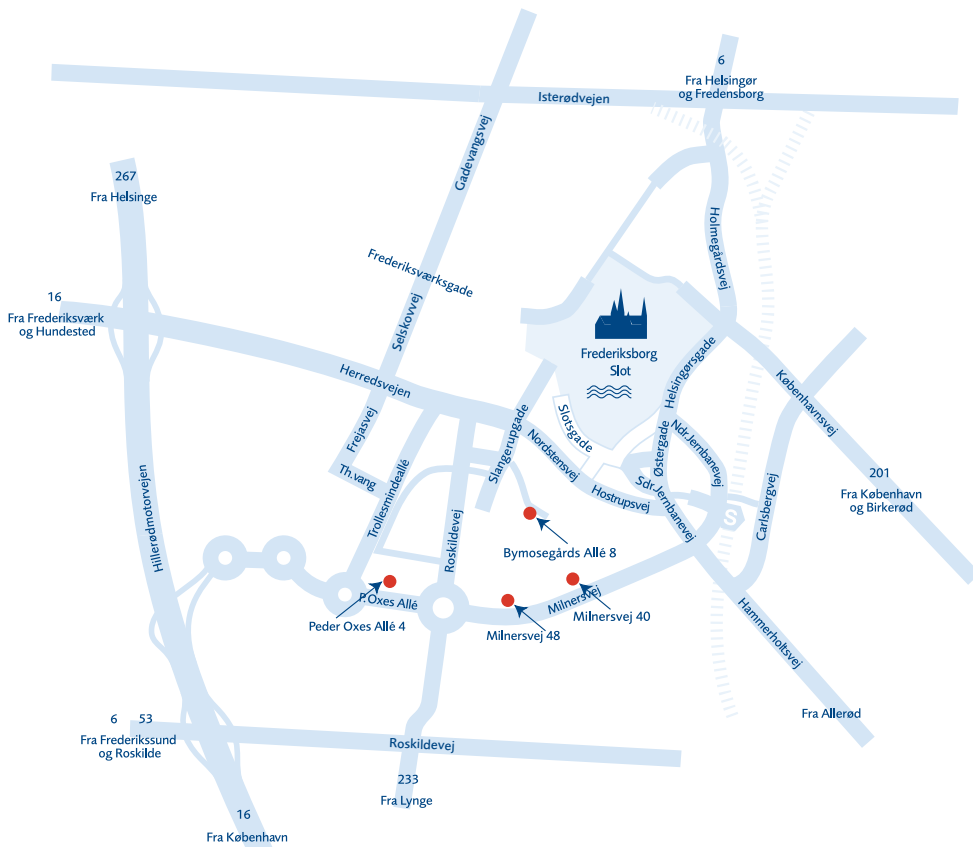 6
Fra Helsingør
og Fredensborg
Isterødvejen
Gadevangsvej
267
Fra Helsinge
Holmegårdsvej
Frederiksværksgade
16
Fra Frederiksværk
og Hundested
Selskovvej
Frederiksborg
Slot
Helsingørsgade
Københavnsvej
Herredsvejen
Frejasvej
Slotsgade
Slangerupgade
Nordstensvej
Østergade
Ndr.Jernbanevej
Th.vang
Trollesmindeallé
Hostrupsvej
Sdr.Jernbanevej
201
Fra København
og Birkerød
Carlsbergvej
S
Hillerødmotorvejen
Roskildevej
Bymosegårds Allé 8
P.Oxes Allé
Peder Oxes Allé 4
Milnersvej
Milnersvej 40
Milnersvej 48
Hammerholtsvej
Fra Allerød
6 53
Fra Frederikssund
og Roskilde
Roskildevej
233
Fra Lynge
16
Fra København